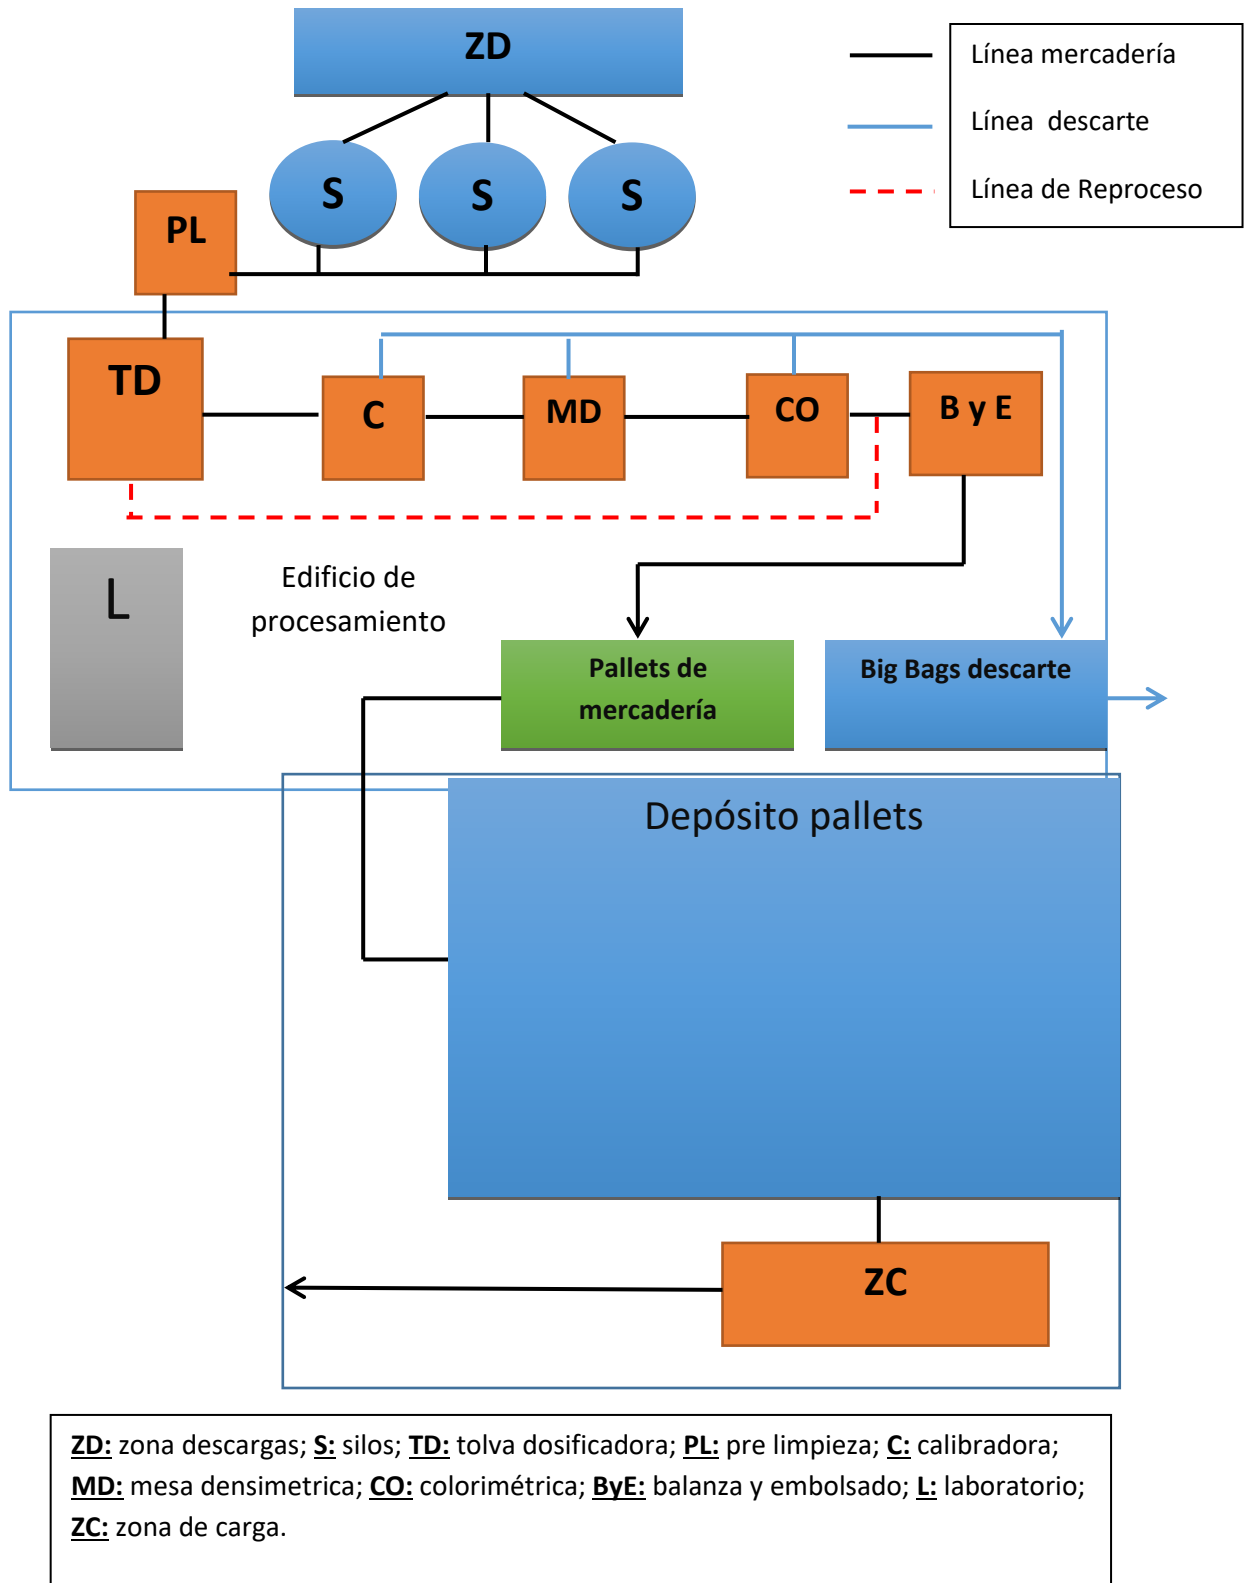 ZD
Línea mercadería
Línea descarte
Línea de Reproceso
S
S
S
PL
TD
C
MD
CO
B y E
L
Edificio de
procesamiento
Pallets de
mercadería
Big Bags descarte
Depósito pallets
ZC
ZD: zona descargas; S: silos; TD: tolva dosificadora; PL: pre limpieza; C: calibradora;
MD: mesa densimetrica; CO: colorimétrica; ByE: balanza y embolsado; L: laboratorio;
ZC: zona de carga.